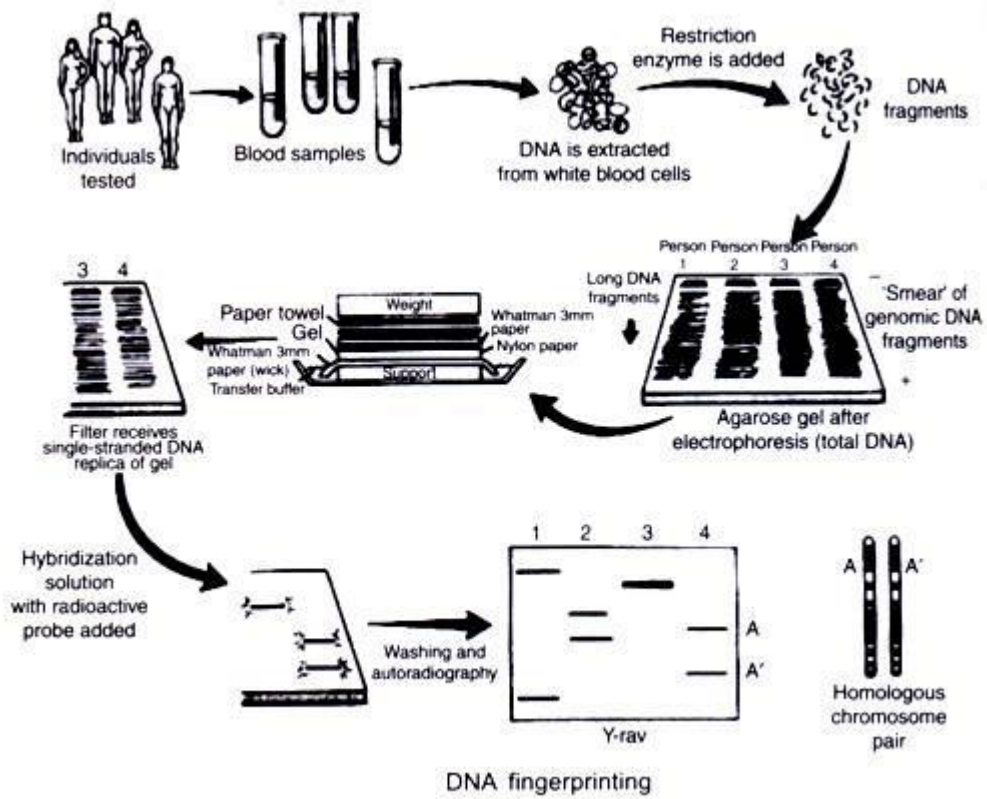 Restriction
enzyme is added
DNA
fragments
Individuals
tested
Blood samples
DNA is extracted
from white blood cells
Person Person Person Person
1 2 3 4
Long DNA
fragments
–
'Smear' of
genomic DNA
fragments
+
Agarose gel after
electrophoresis (total DNA)
Weight
Paper towel
Gel
Whatman 3mm
paper (wick)
Transfer buffer
Whatman 3mm
paper
Nylon paper
Support
3 4
Filter receives
single-stranded DNA
replica of gel
Hybridization
solution
with radioactive
probe added
Washing and
autoradiography
1 2 3 4
A
A'
Y-rav
A A'
Homologous
chromosome
pair
DNA fingerprinting